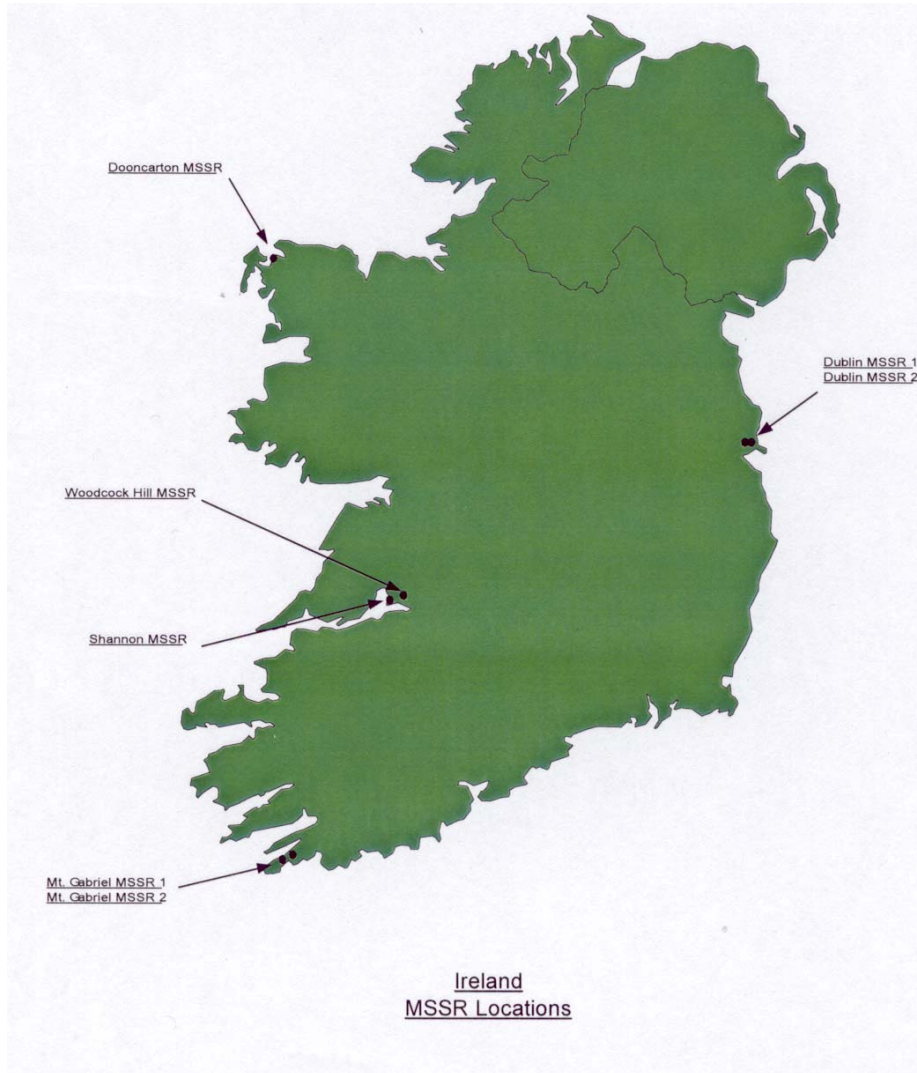 Dooncarton MSSR
Dublin MSSR 1
Dublin MSSR 2
Woodcock Hill MSSR
Shannon MSSR
Mt. Gabriel MSSR 1
Mt. Gabriel MSSR 2
Ireland
MSSR Locations